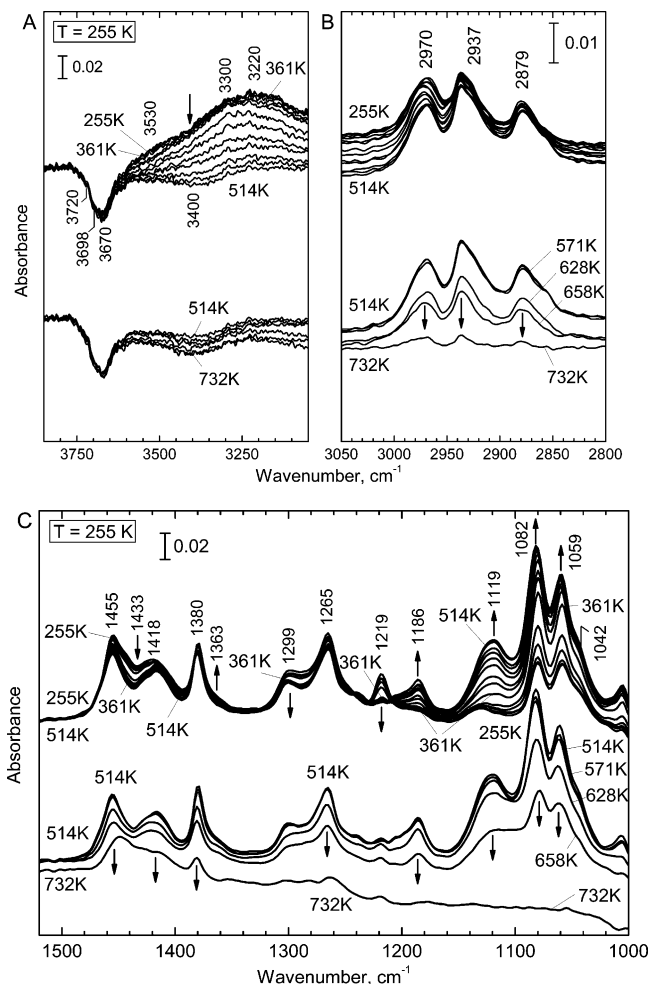 A
T = 255 K
0.02
3530
3300
3220
361K
255K
361K
514K
3400
3720
3698
3670
514K
732K
3750
3500
3250
B
0.01
2970
2937
2879
255K
514K
571K
628K
658K
514K
732K
732K
3050
3000
2950
2900
2850
2800
Absorbance
Wavenumber, cm-1
C
T = 255 K
0.02
1455
1433
1418
1380
1363
1299
1265
1219
1186
1119
1082
1059
1042
255K
255K
361K
514K
514K
361K
361K
361K
514K
255K
361K
514K
514K
514K
732K
732K
514K
571K
628K
658K
732K
1500
1400
1300
1200
1100
1000
Absorbance
Wavenumber, cm-1